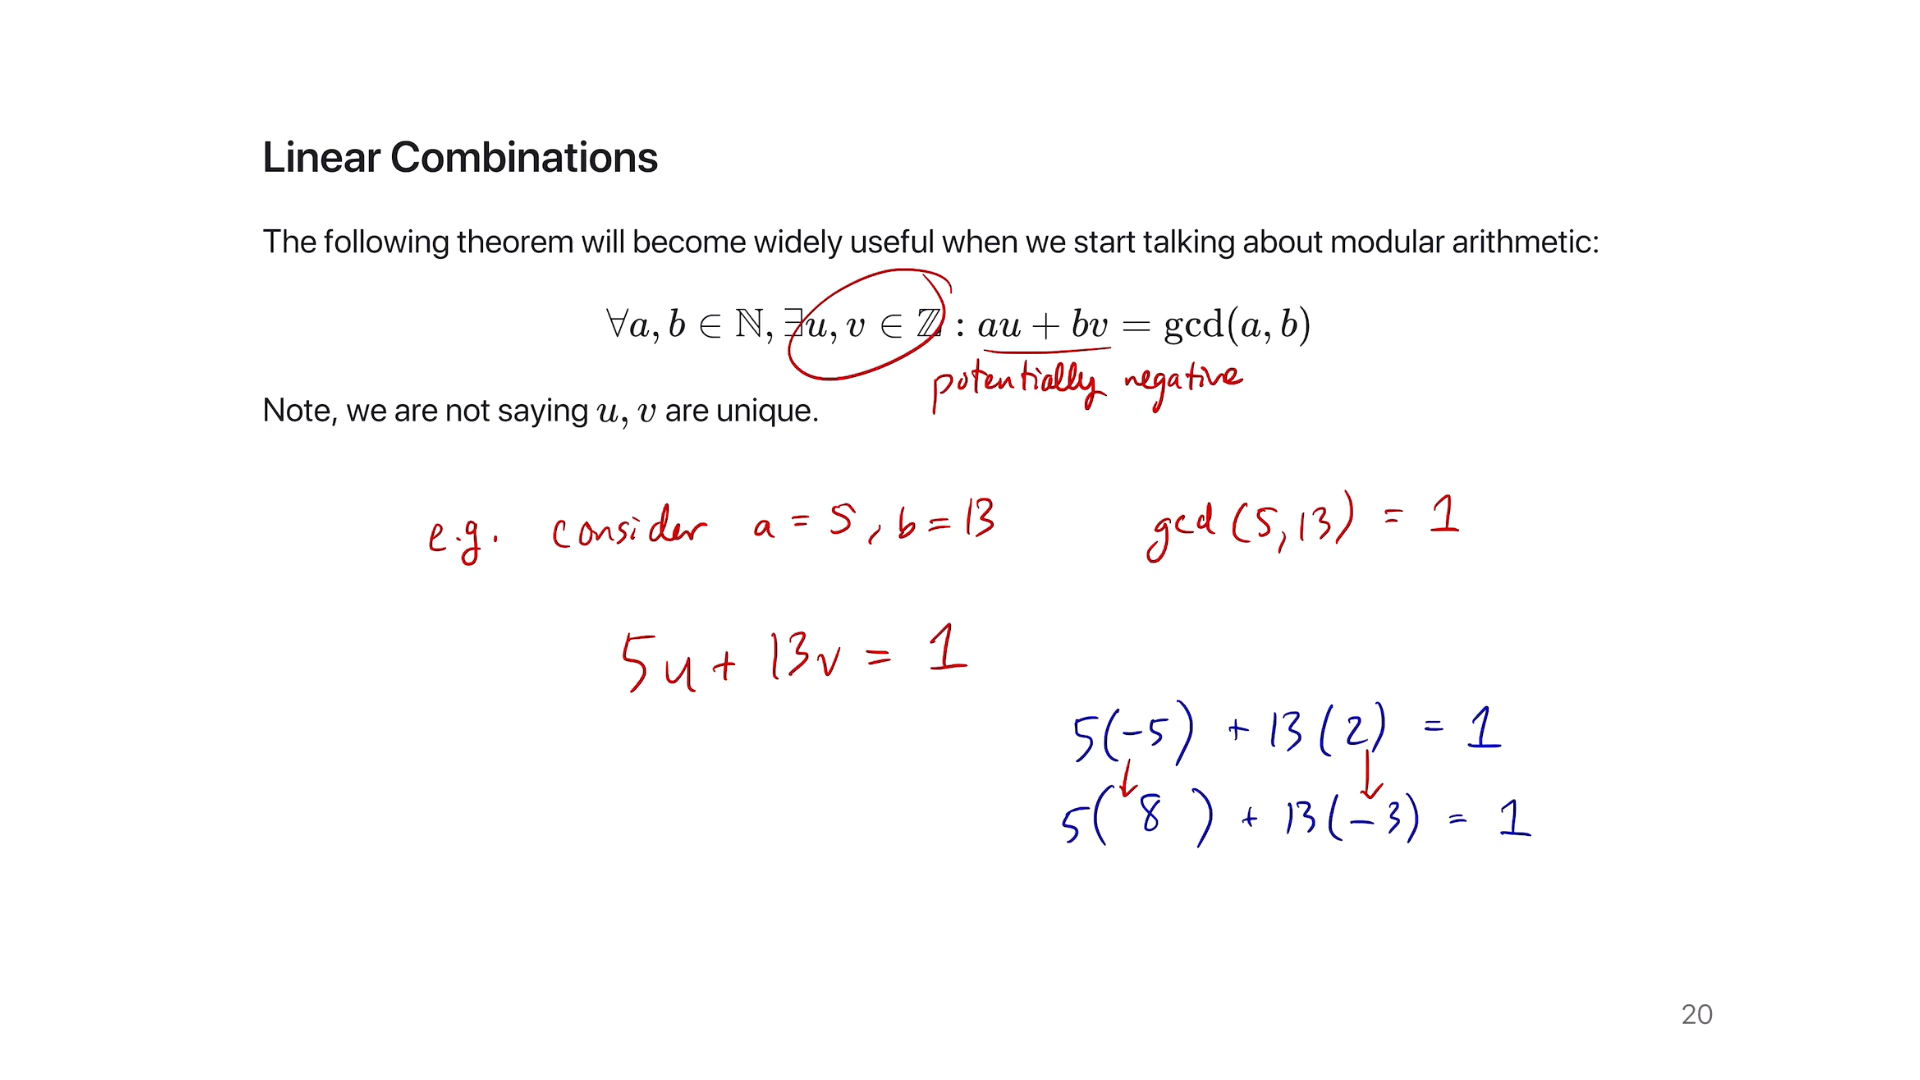 Linear Combinations
The following theorem will become widely useful when we start talking about modular arithmetic:
∀a, b ∈ ℕ, ∃u, v ∈ ℤ : au + bv = gcd(a, b)
potentially negative
Note, we are not saying u, v are unique.
e.g. consider a = 5, b = 13 gcd (5, 13) = 1
5u + 13v = 1
5(-5) + 13(2) = 1
5(8) + 13(-3) = 1
20